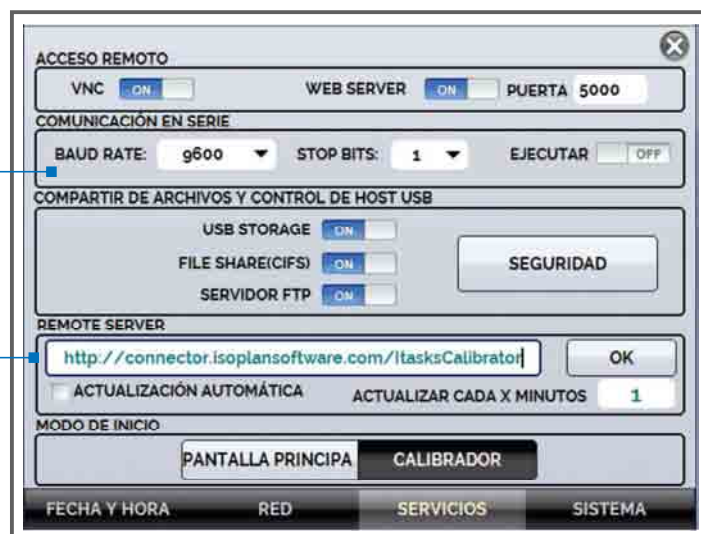 ACCESO REMOTO
VNC ON WEB SERVER ON PUERTA 5000
COMUNICACIÓN EN SERIE
BAUD RATE: 9600 STOP BITS: 1 EJECUTAR OFF
COMPARTIR DE ARCHIVOS Y CONTROL DE HOST USB
USB STORAGE ON
FILE SHARE(CIFS) ON
SERVIDOR FTP ON
SEGURIDAD
REMOTE SERVER
http://connector.isoplansoftware.com/ItasksCalibrator OK
ACTUALIZACIÓN AUTOMÁTICA ACTUALIZAR CADA X MINUTOS 1
MODO DE INICIO
PANTALLA PRINCIPA CALIBRADOR
FECHA Y HORA RED SERVICIOS SISTEMA